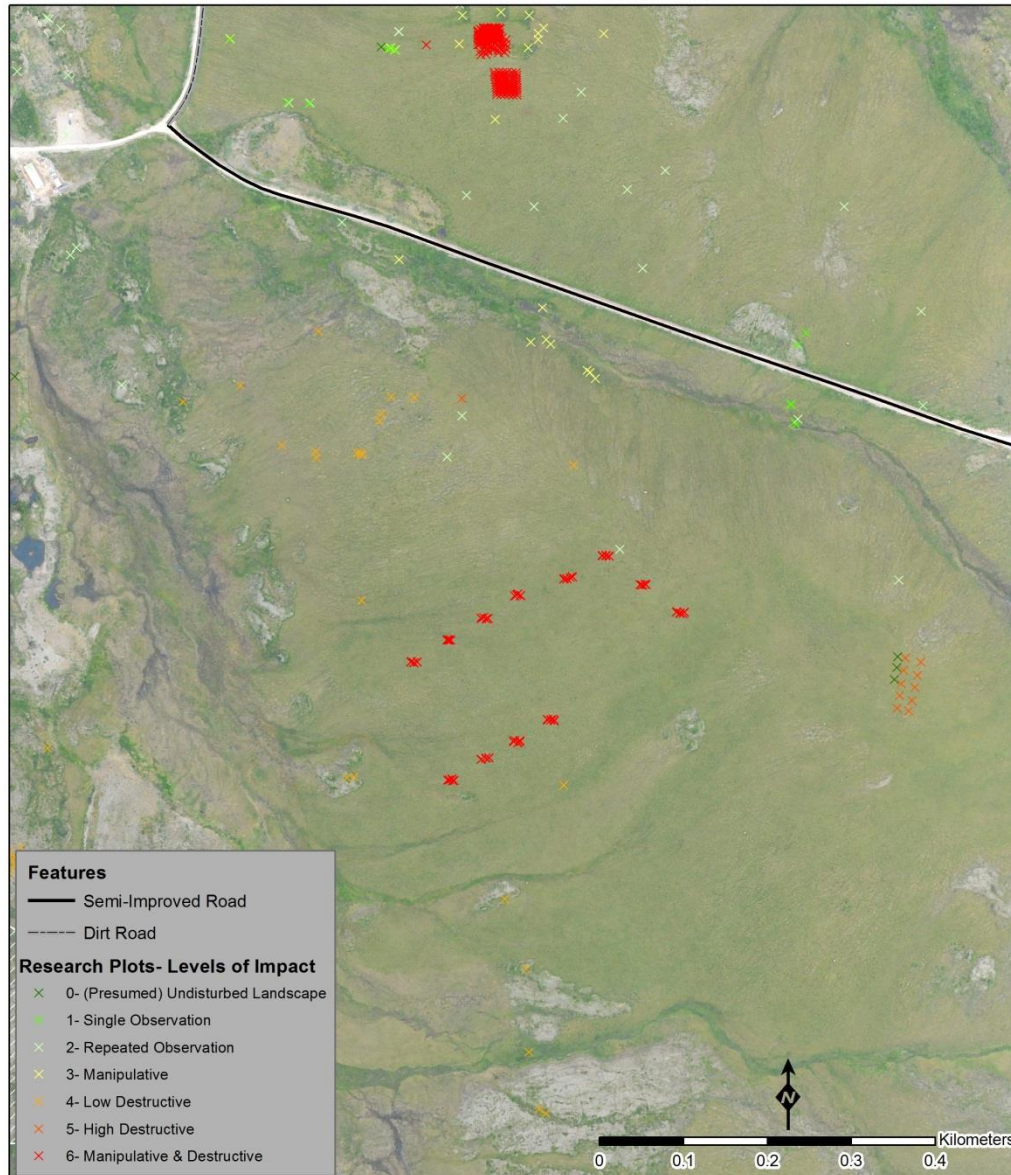 Features
Semi-Improved Road
Dirt Road
Research Plots- Levels of Impact
0- (Presumed) Undisturbed Landscape
1- Single Observation
2- Repeated Observation
3- Manipulative
4- Low Destructive
5- High Destructive
6- Manipulative & Destructive
N
Kilometers
0 0.1 0.2 0.3 0.4